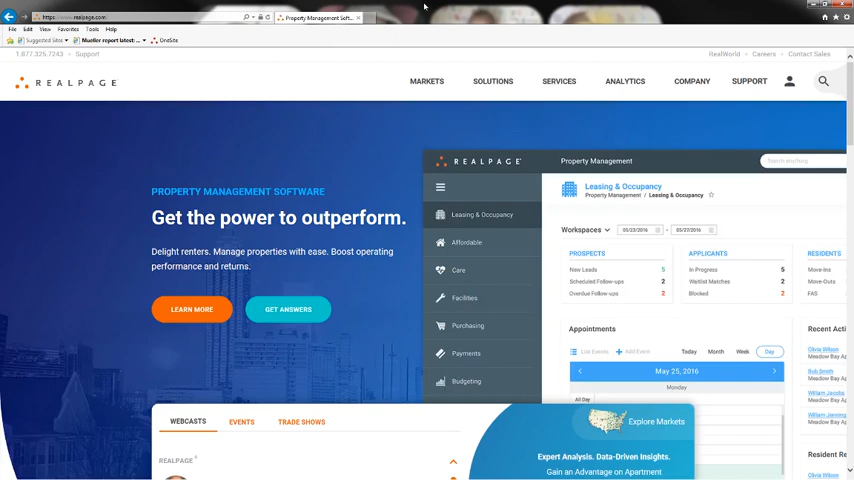 https://www.realpage.com
Property Management Soft...
File Edit View Favorites Tools Help
Suggested Sites
Mueller report latest: ...
OneSite
1.877.325.7243 Support
RealWorld Careers Contact Sales
REALPAGE
MARKETS SOLUTIONS SERVICES ANALYTICS COMPANY SUPPORT
PROPERTY MANAGEMENT SOFTWARE
Get the power to outperform.
Delight renters. Manage properties with ease. Boost operating
performance and returns.
LEARN MORE GET ANSWERS
REALPAGE Property Management Search anything
Leasing & Occupancy
Property Management / Leasing & Occupancy
Leasing & Occupancy
Affordable
Care
Facilities
Purchasing
Payments
Budgeting
Workspaces 05/23/2016 - 05/27/2016
PROSPECTS
New Leads 5
Scheduled Follow-ups 2
Overdue Follow-ups 2
APPLICANTS
In Progress 5
Waitlist Matches 2
Blocked 2
RESIDENTS
Move-ins
Move-Outs
FAS
Appointments
Live Events Add Event Today Month Week Day
May 25, 2016
Monday
All Day
Recent Acti
Olivia Wilson
Meadow Bay Ap
Bob Smith
Meadow Bay Ap
William Jacobs
Meadow Bay Ap
William Janning
Meadow Bay Ap
Resident Re
Olivia Wilson
WEBCASTS EVENTS TRADE SHOWS
REALPAGE
Explore Markets
Expert Analysis. Data-Driven Insights.
Gain an Advantage on Apartment